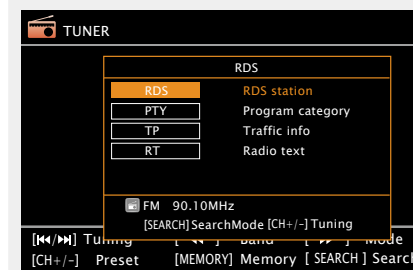 TUNER
RDS
RDS RDS station
PTY Program category
TP Traffic info
RT Radio text
FM 90.10MHz
[SEARCH] SearchMode [CH+/-] Tuning
[⏮/⏭] Tuning [ ◄◄ ] Band [ ►► ] Mode
[CH+/-] Preset [MEMORY] Memory [ SEARCH ] Search